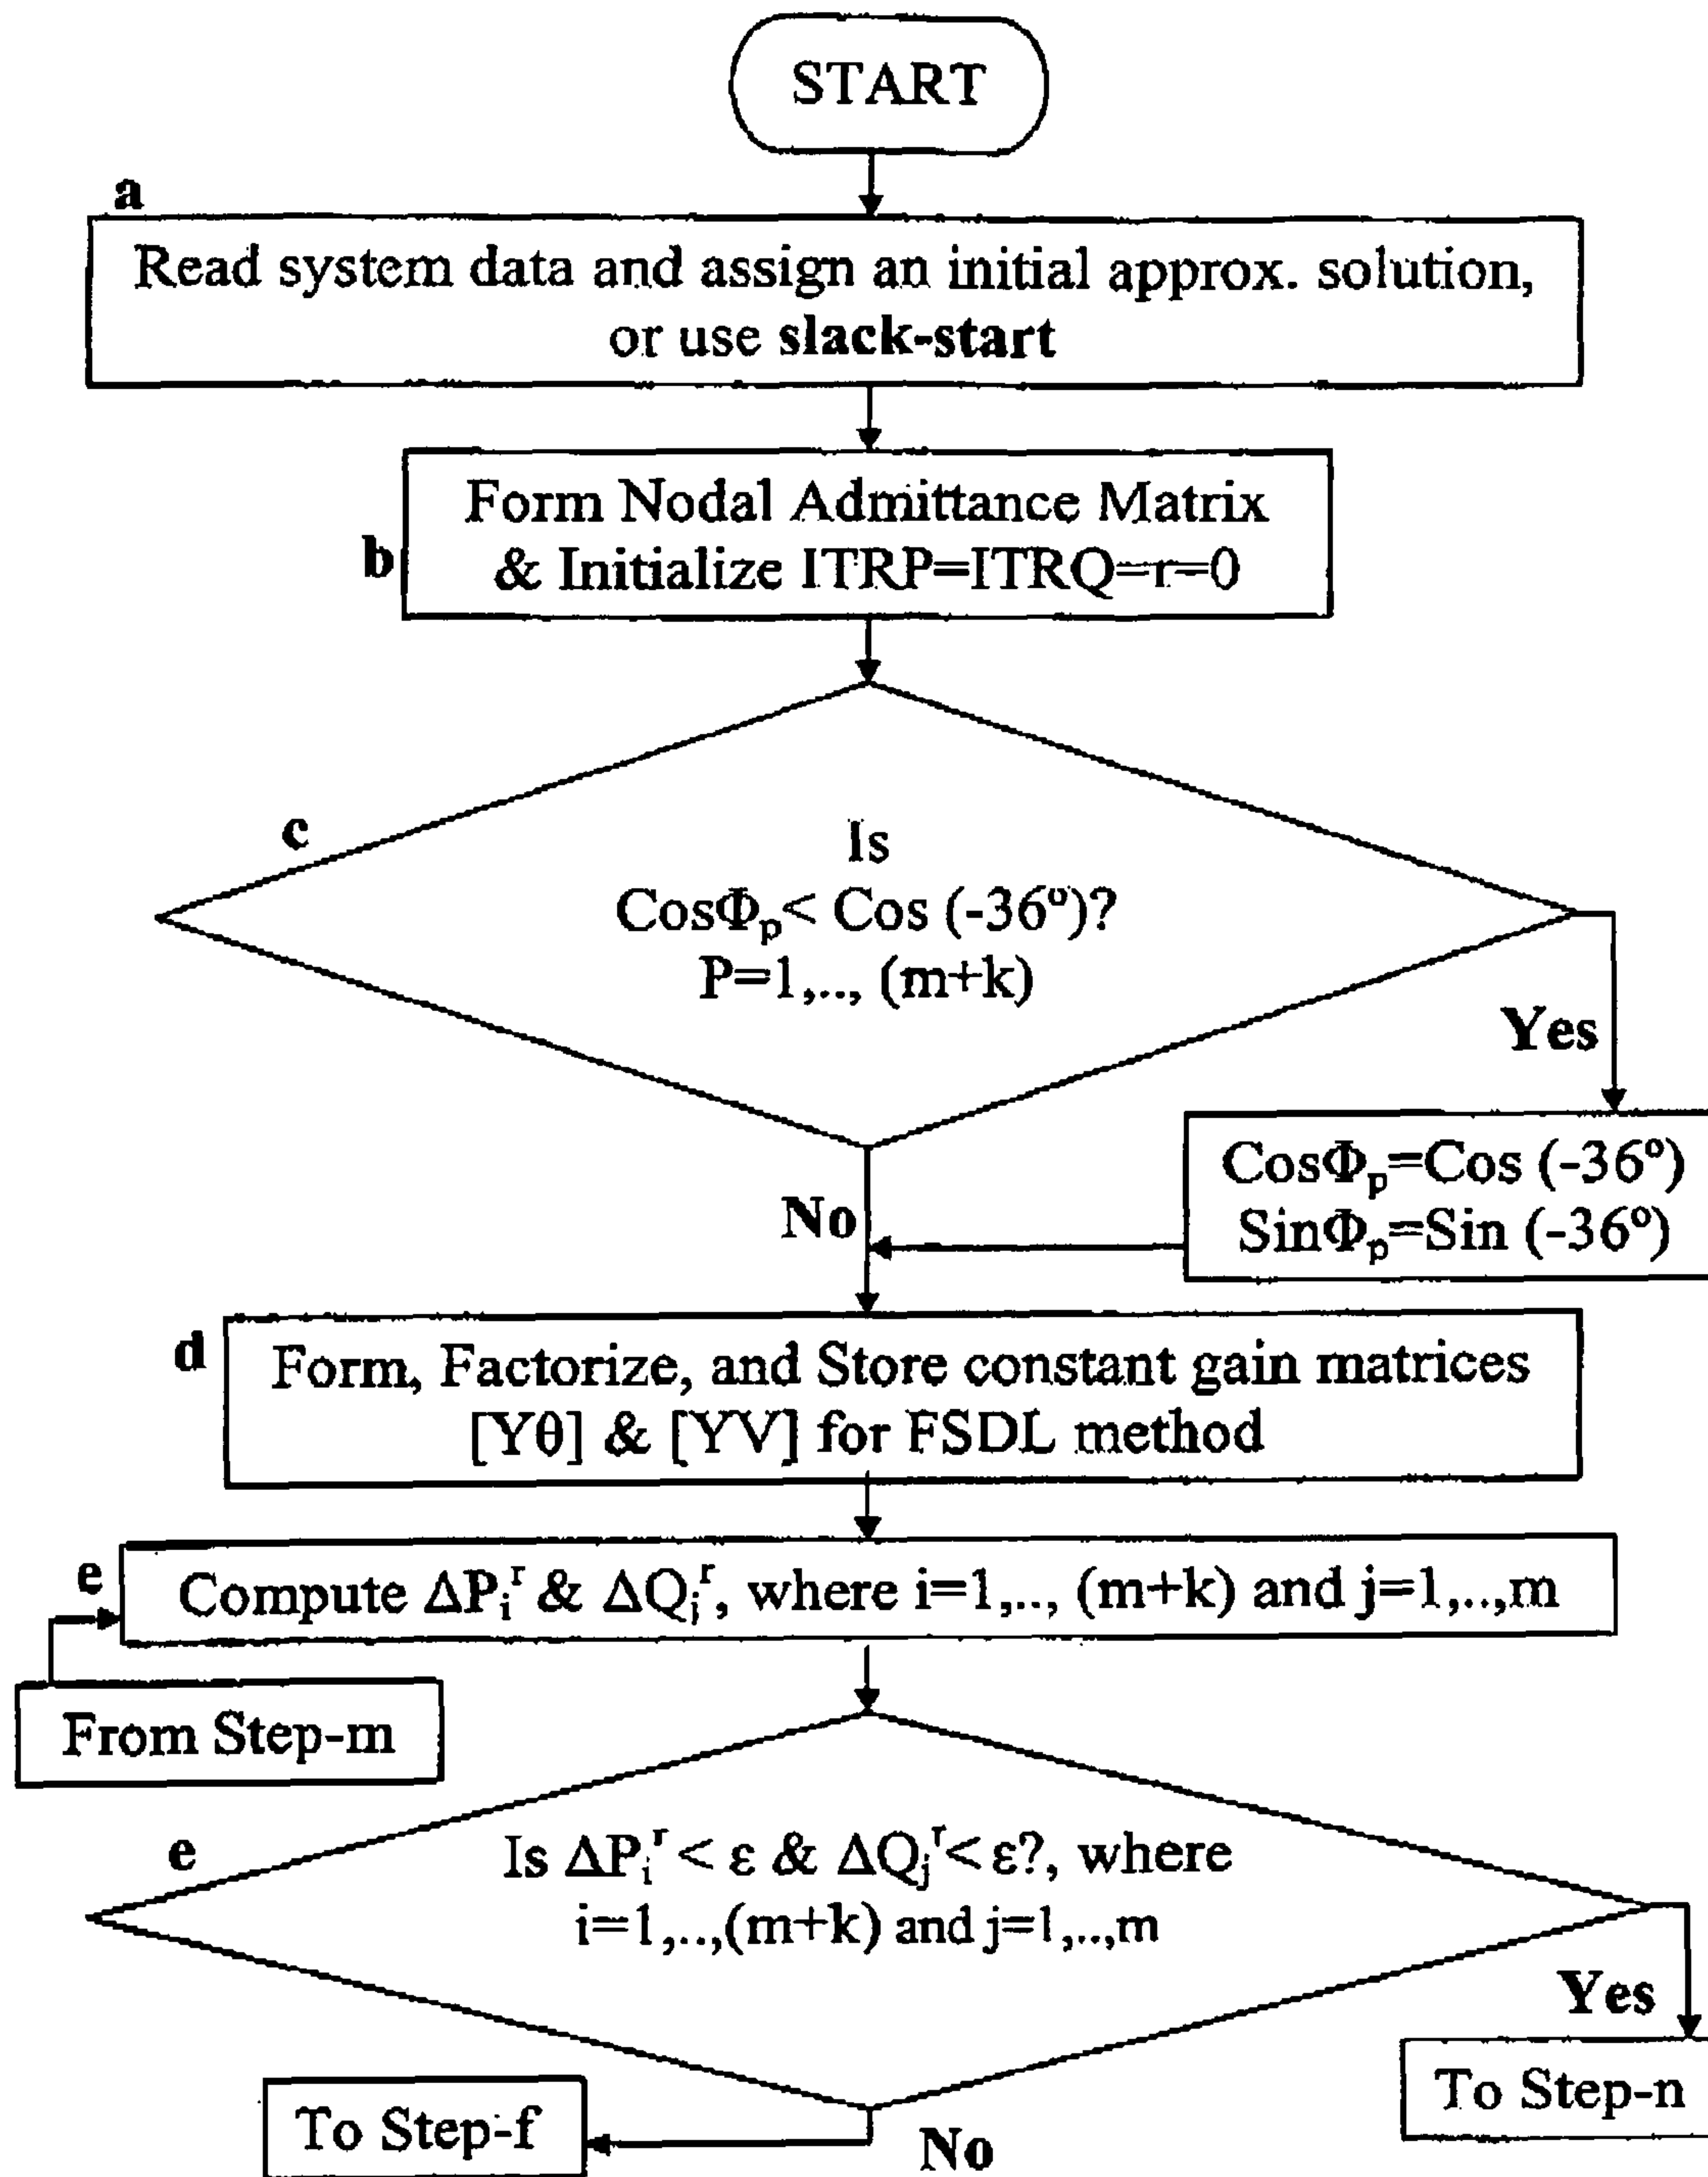 START
a
Read system data and assign an initial approx. solution,
or use slack-start
b
Form Nodal Admittance Matrix
& Initialize ITRP=ITRQ=r=0
c
Is
CosΦₚ< Cos (-36º)?
P=1,.., (m+k)
Yes
CosΦₚ=Cos (-36º)
SinΦₚ=Sin (-36º)
No
d
Form, Factorize, and Store constant gain matrices
[Yθ] & [YV] for FSDL method
e
Compute ΔPᵢʳ & ΔQⱼʳ, where i=1,.., (m+k) and j=1,..,m
From Step-m
e
Is ΔPᵢʳ < ε & ΔQⱼʳ < ε?, where
i=1,..,(m+k) and j=1,..,m
Yes
To Step-n
To Step-f
No